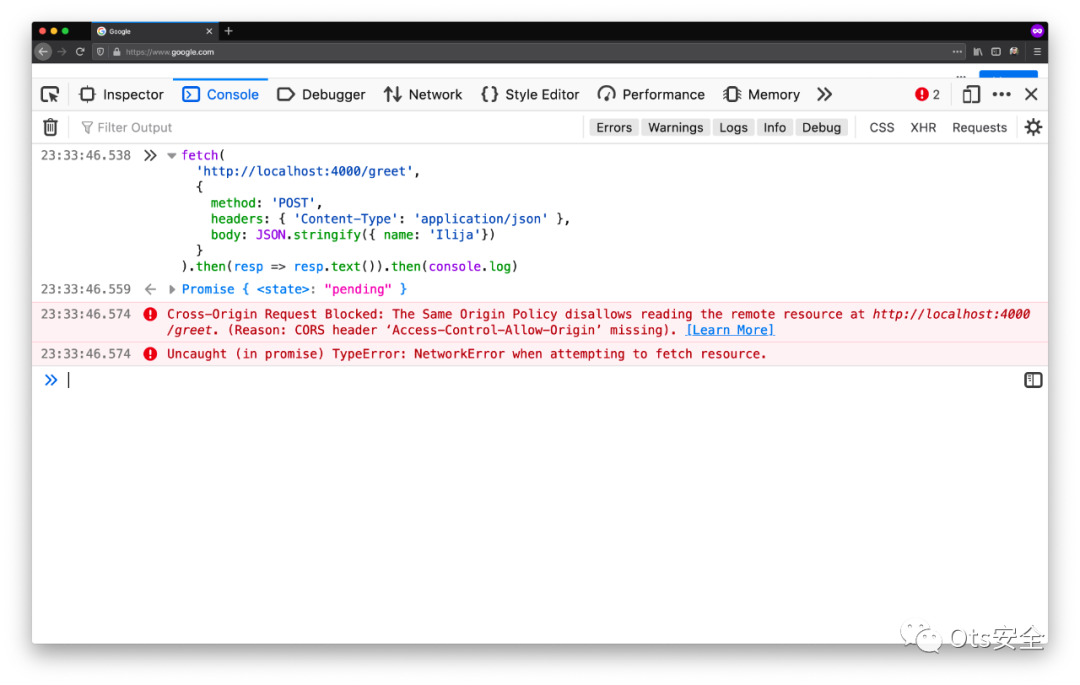 Google
https://www.google.com
Inspector Console Debugger Network Style Editor Performance Memory 2
Filter Output Errors Warnings Logs Info Debug CSS XHR Requests
23:33:46.538 fetch(
'http://localhost:4000/greet',
{
method: 'POST',
headers: { 'Content-Type': 'application/json' },
body: JSON.stringify({ name: 'Ilija'})
}
).then(resp => resp.text()).then(console.log)
23:33:46.559 Promise { <state>: "pending" }
23:33:46.574 Cross-Origin Request Blocked: The Same Origin Policy disallows reading the remote resource at http://localhost:4000
/greet. (Reason: CORS header ‘Access-Control-Allow-Origin’ missing). [Learn More]
23:33:46.574 Uncaught (in promise) TypeError: NetworkError when attempting to fetch resource.
Ots安全